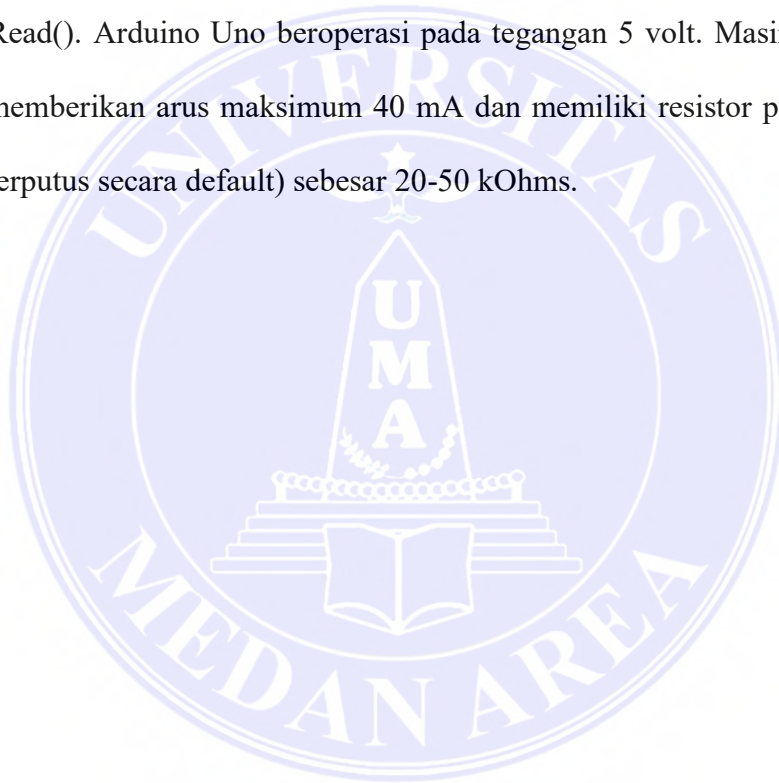 Read(). Arduino Uno beroperasi pada tegangan 5 volt. Masi
memberikan arus maksimum 40 mA dan memiliki resistor p
erputus secara default) sebesar 20-50 kOhms.
UNIVERSITAS
UMA
MEDAN AREA